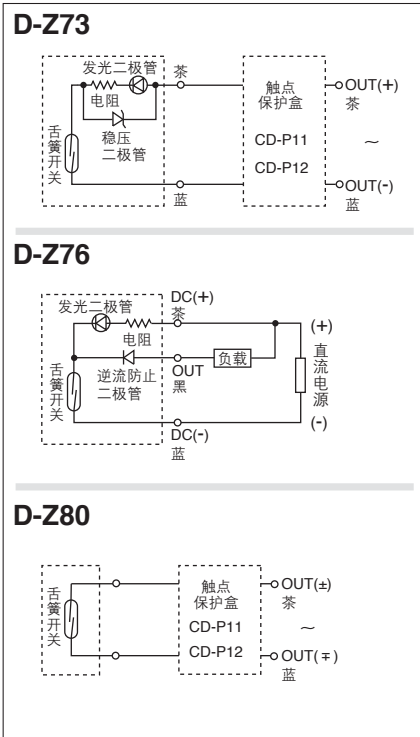 D-Z73
发光二极管
茶
电阻
稳压
二极管
舌簧开关
蓝
触点
保护盒
CD-P11
CD-P12
OUT(+)
茶
~
OUT(-)
蓝
D-Z76
发光二极管
DC(+)
茶
电阻
逆流防止
二极管
舌簧开关
OUT
黑
负载
DC(-)
蓝
(+)
直流电源
(-)
D-Z80
舌簧开关
触点
保护盒
CD-P11
CD-P12
OUT(±)
茶
~
OUT(∓)
蓝